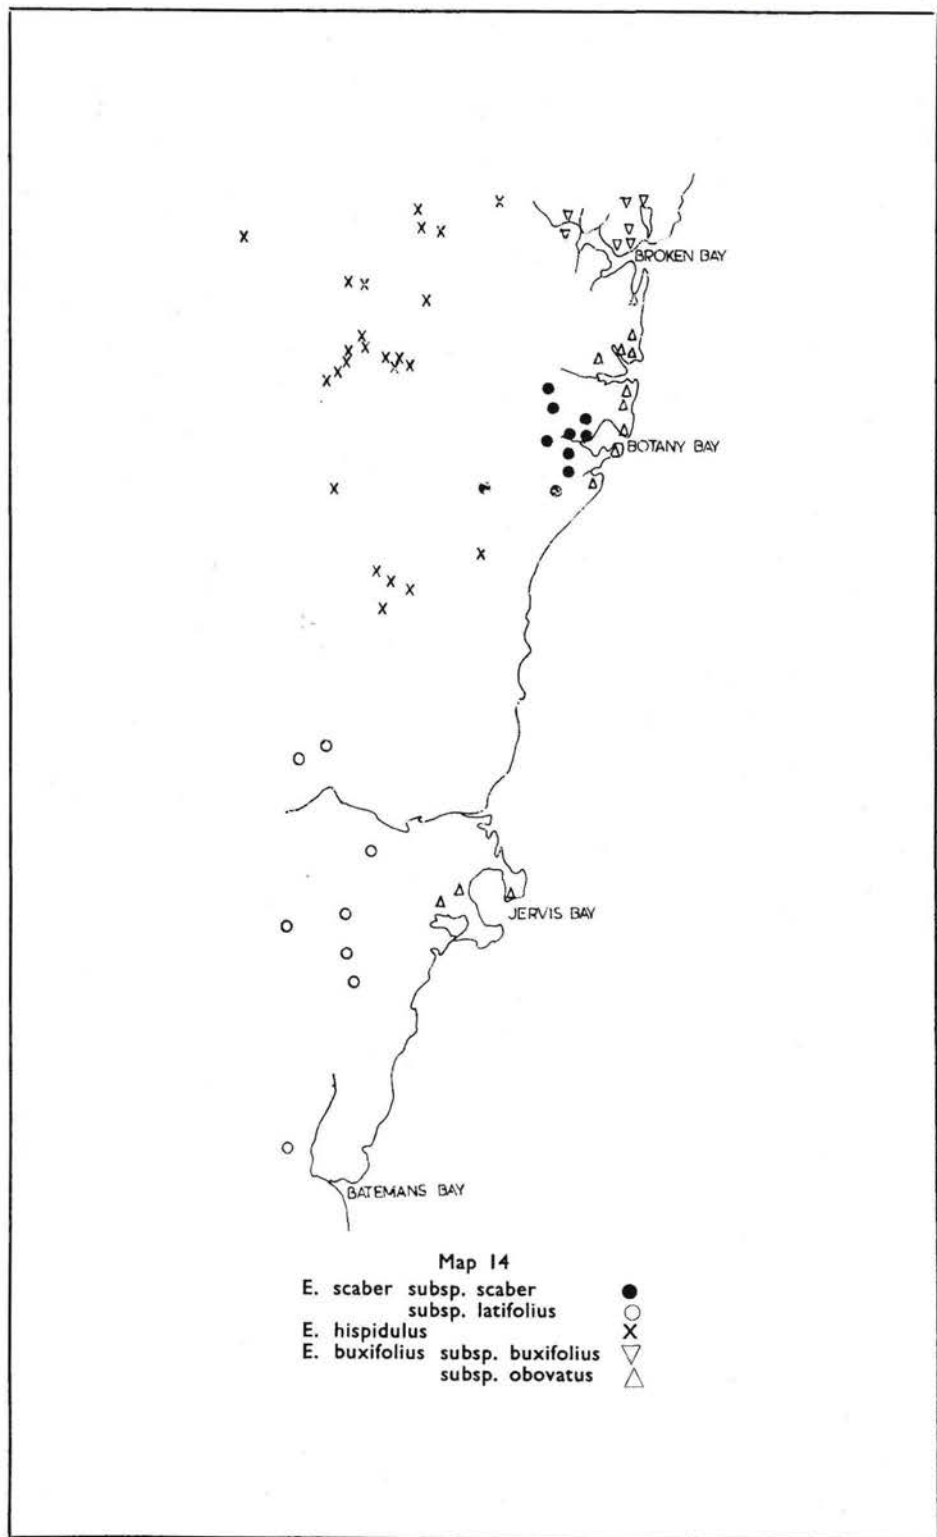 BROKEN BAY
BOTANY BAY
JERVIS BAY
BATEMANS BAY
Map 14
E. scaber subsp. scaber
subsp. latifolius
E. hispidulus
E. buxifolius subsp. buxifolius
subsp. obovatus